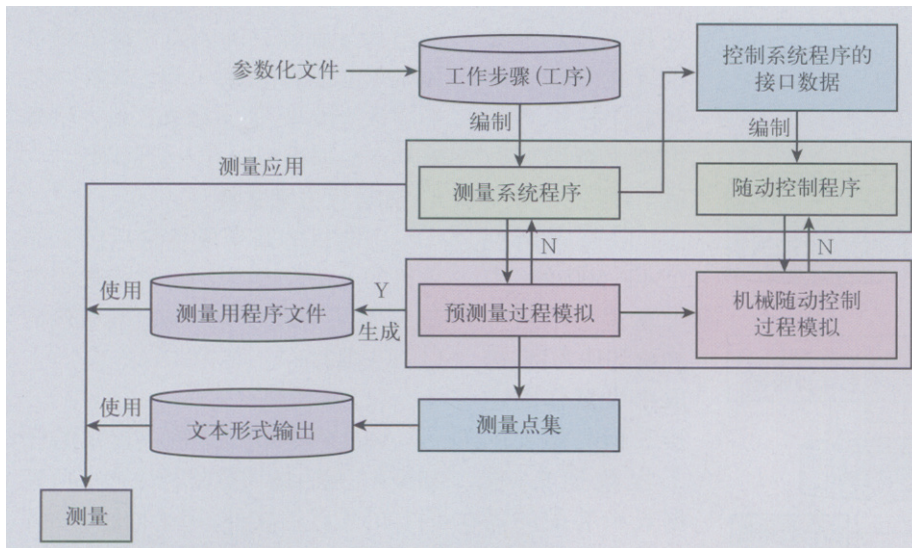 参数化文件
工作步骤(工序)
控制系统程序的
接口数据
编制
编制
测量应用
测量系统程序
随动控制程序
N
N
使用
测量用程序文件
Y
生成
预测量过程模拟
机械随动控制
过程模拟
使用
文本形式输出
测量点集
测量